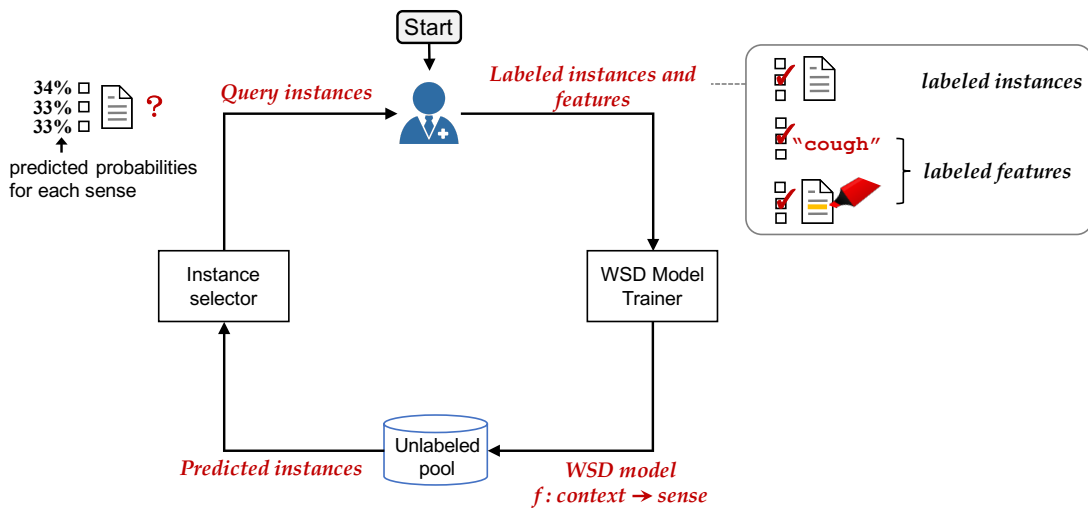 Start
Labeled instances and
features
Query instances
34%
33%
33%
?
predicted probabilities
for each sense
labeled instances
"cough"
labeled features
Instance
selector
WSD Model
Trainer
Unlabeled
pool
Predicted instances
WSD model
f : context → sense